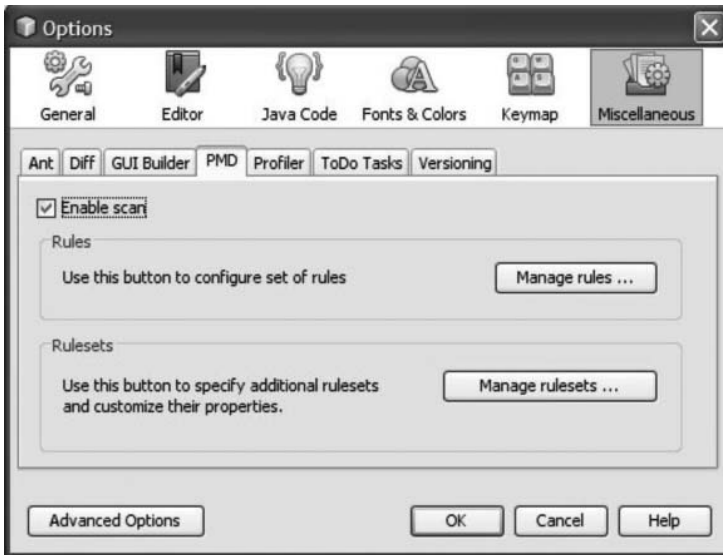 Options
General Editor Java Code Fonts & Colors Keymap Miscellaneous
Ant Diff GUI Builder PMD Profiler ToDo Tasks Versioning
Enable scan
Rules
Use this button to configure set of rules Manage rules ...
Rulesets
Use this button to specify additional rulesets
and customize their properties.
Manage rulesets ...
Advanced Options OK Cancel Help